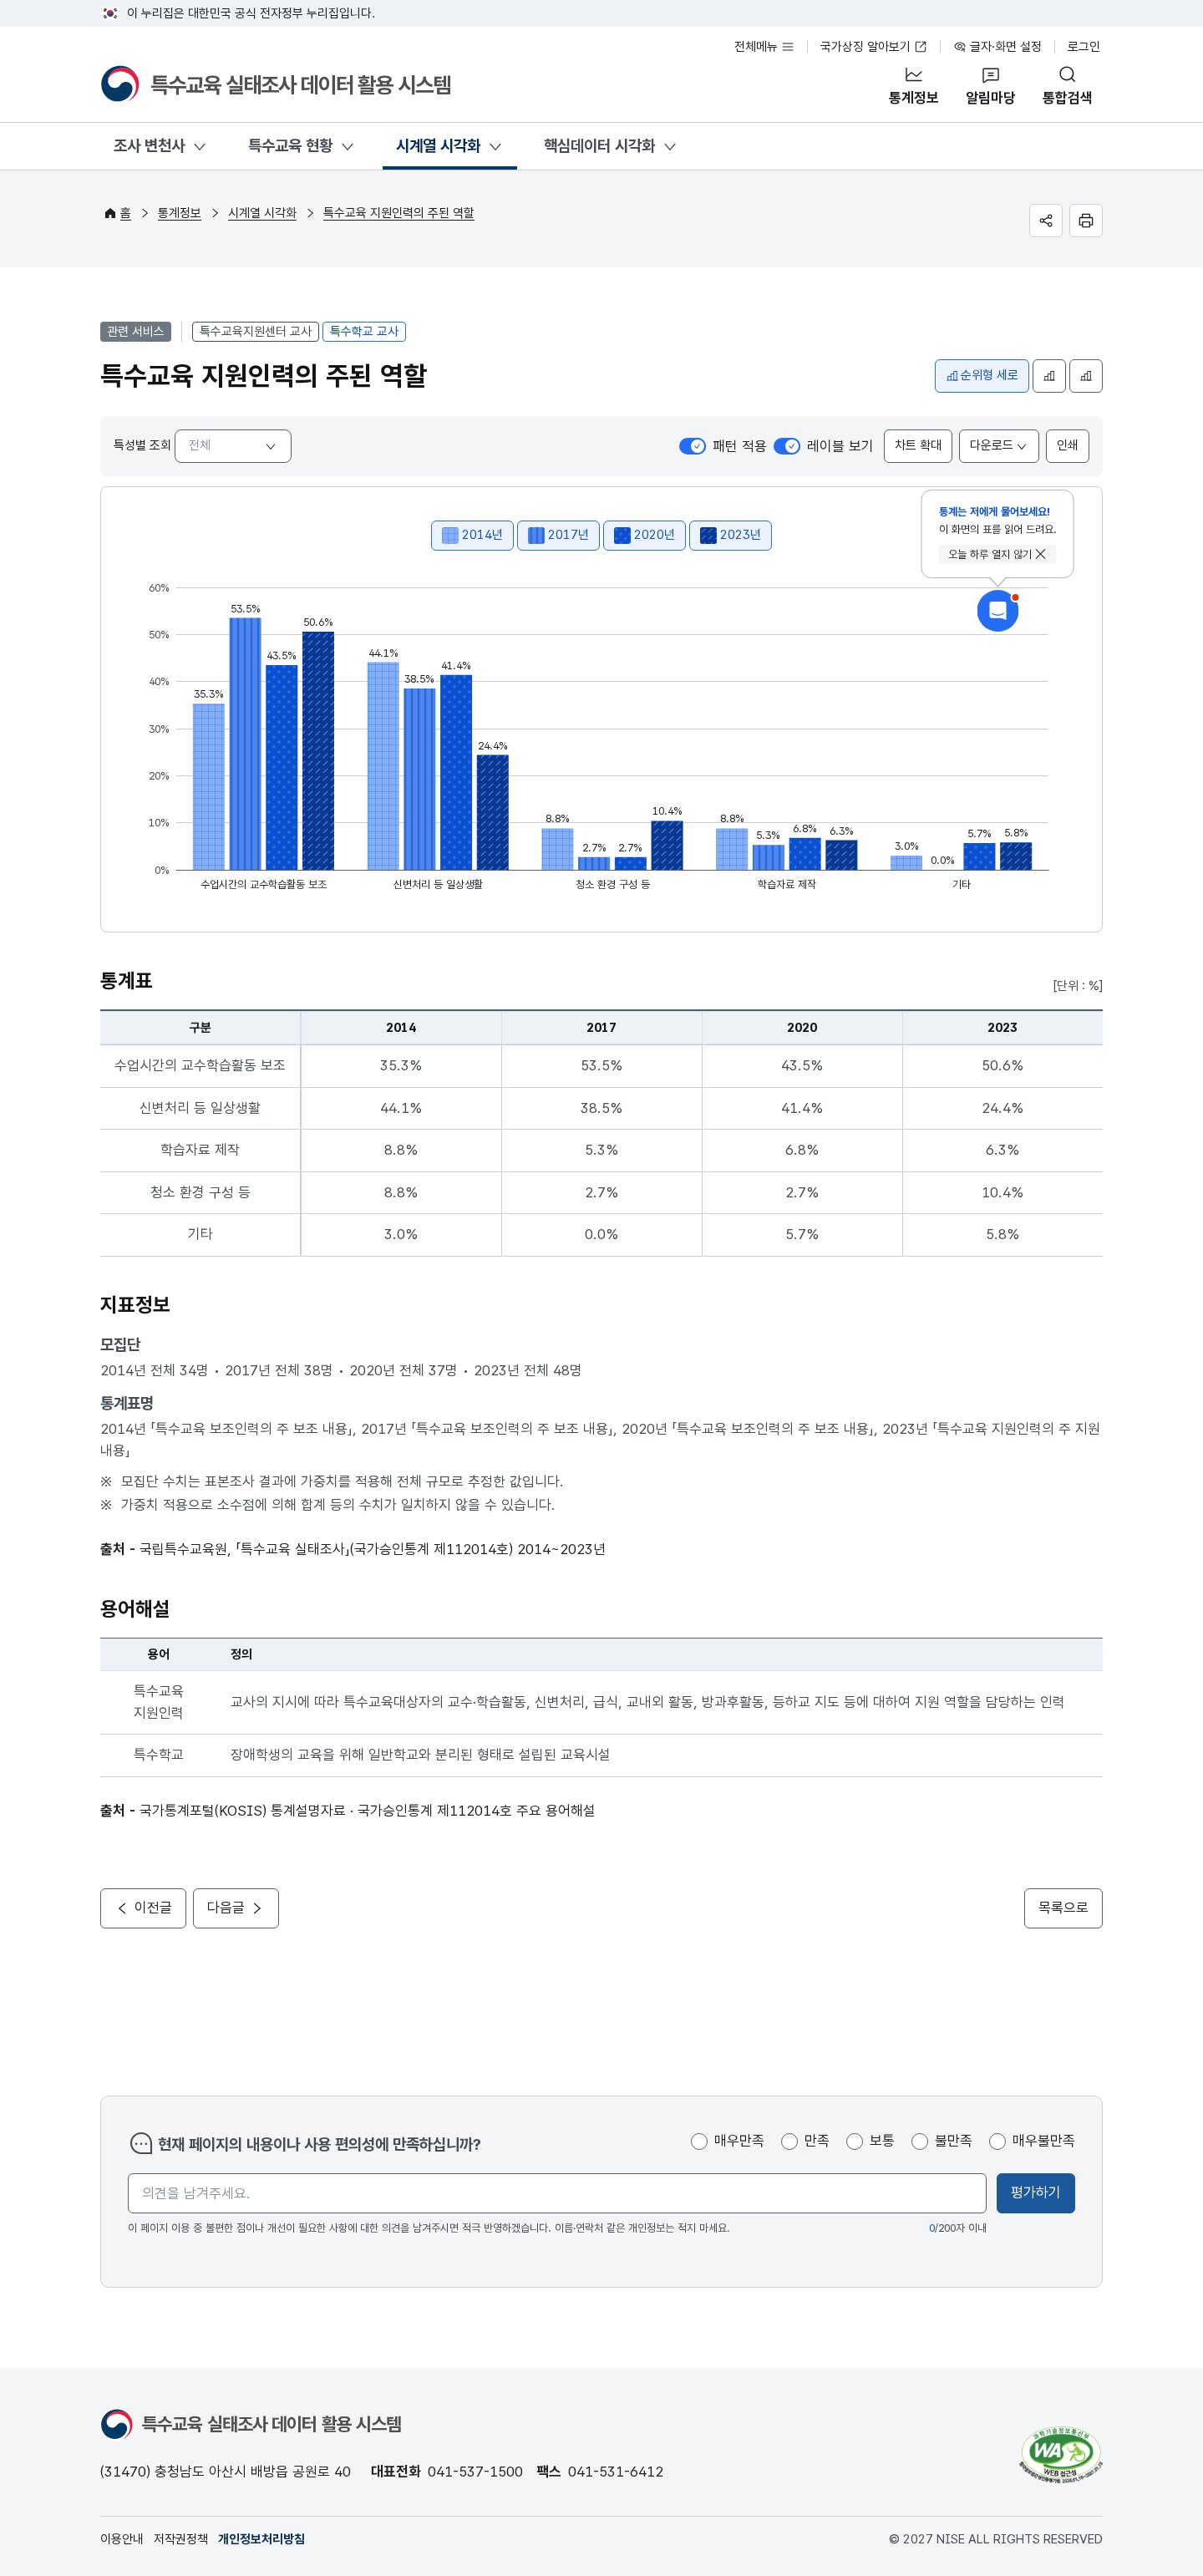 이 누리집은 대한민국 공식 전자정부 누리집입니다.
전체메뉴
국가상징 알아보기
글자·화면 설정
로그인
특수교육 실태조사 데이터 활용 시스템
통계정보
알림마당
통합검색
조사 변천사
특수교육 현황
시계열 시각화
핵심데이터 시각화
홈
통계정보
시계열 시각화
특수교육 지원인력의 주된 역할
관련 서비스
특수교육지원센터 교사
특수학교 교사
특수교육 지원인력의 주된 역할
순위형 세로
특성별 조회
전체
패턴 적용
레이블 보기
차트 확대
다운로드
인쇄
통계는 저에게 물어보세요!
이 화면의 표를 읽어 드려요.
오늘 하루 열지 않기
2014년
2017년
2020년
2023년
60%
50%
40%
30%
20%
10%
0%
35.3%
53.5%
43.5%
50.6%
44.1%
38.5%
41.4%
24.4%
8.8%
2.7%
2.7%
10.4%
8.8%
5.3%
6.8%
6.3%
3.0%
0.0%
5.7%
5.8%
수업시간의 교수학습활동 보조
신변처리 등 일상생활
청소 환경 구성 등
학습자료 제작
기타
통계표
[단위 : %]
구분 2014 2017 2020 2023
수업시간의 교수학습활동 보조 35.3% 53.5% 43.5% 50.6%
신변처리 등 일상생활 44.1% 38.5% 41.4% 24.4%
학습자료 제작 8.8% 5.3% 6.8% 6.3%
청소 환경 구성 등 8.8% 2.7% 2.7% 10.4%
기타 3.0% 0.0% 5.7% 5.8%
지표정보
모집단
2014년 전체 34명 • 2017년 전체 38명 • 2020년 전체 37명 • 2023년 전체 48명
통계표명
2014년 「특수교육 보조인력의 주 보조 내용」, 2017년 「특수교육 보조인력의 주 보조 내용」, 2020년 「특수교육 보조인력의 주 보조 내용」, 2023년 「특수교육 지원인력의 주 지원
내용」
※ 모집단 수치는 표본조사 결과에 가중치를 적용해 전체 규모로 추정한 값입니다.
※ 가중치 적용으로 소수점에 의해 합계 등의 수치가 일치하지 않을 수 있습니다.
출처 - 국립특수교육원, 「특수교육 실태조사」(국가승인통계 제112014호) 2014~2023년
용어해설
용어 정의
특수교육
지원인력
교사의 지시에 따라 특수교육대상자의 교수·학습활동, 신변처리, 급식, 교내외 활동, 방과후활동, 등하교 지도 등에 대하여 지원 역할을 담당하는 인력
특수학교 장애학생의 교육을 위해 일반학교와 분리된 형태로 설립된 교육시설
출처 - 국가통계포털(KOSIS) 통계설명자료 · 국가승인통계 제112014호 주요 용어해설
이전글
다음글
목록으로
현재 페이지의 내용이나 사용 편의성에 만족하십니까?
매우만족
만족
보통
불만족
매우불만족
의견을 남겨주세요.
평가하기
이 페이지 이용 중 불편한 점이나 개선이 필요한 사항에 대한 의견을 남겨주시면 적극 반영하겠습니다. 이름·연락처 같은 개인정보는 적지 마세요.
0/200자 이내
특수교육 실태조사 데이터 활용 시스템
(31470) 충청남도 아산시 배방읍 공원로 40 대표전화 041-537-1500 팩스 041-531-6412
과학기술정보통신부
WA
WEB 접근성
이용안내
저작권정책
개인정보처리방침
© 2027 NISE ALL RIGHTS RESERVED